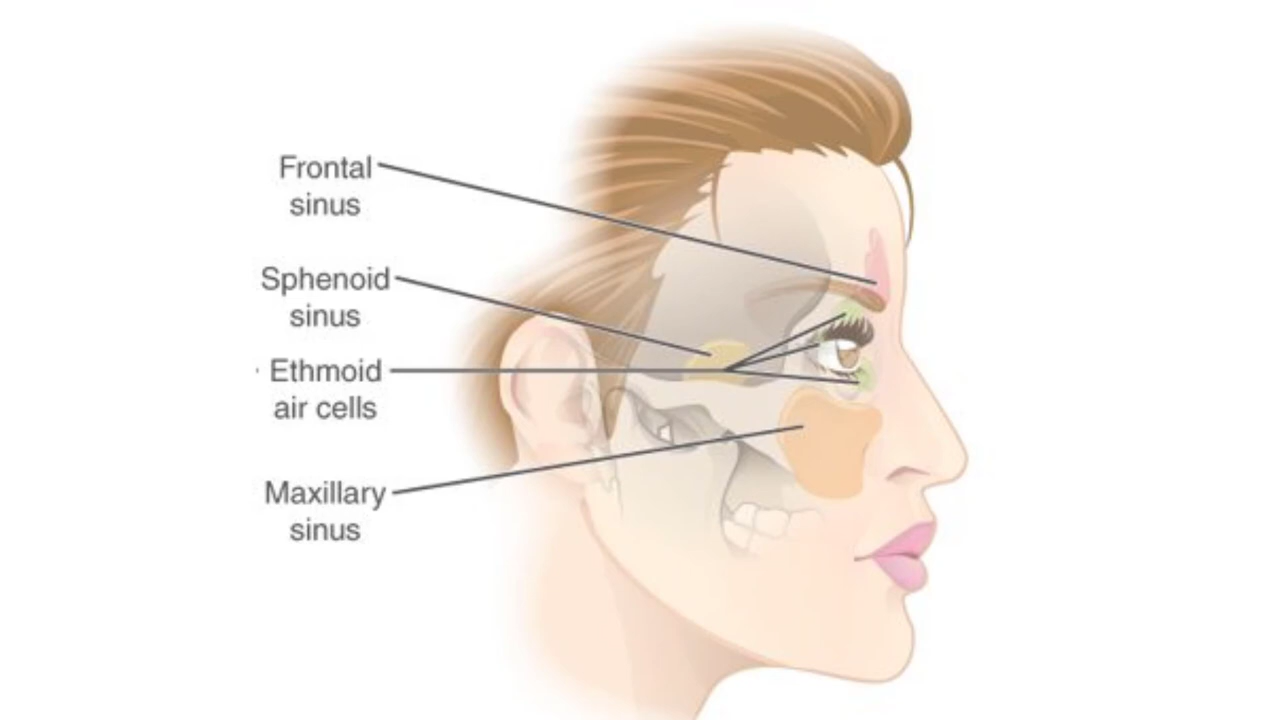 Frontal
sinus
Sphenoid
sinus
Ethmoid
air cells
Maxillary
sinus